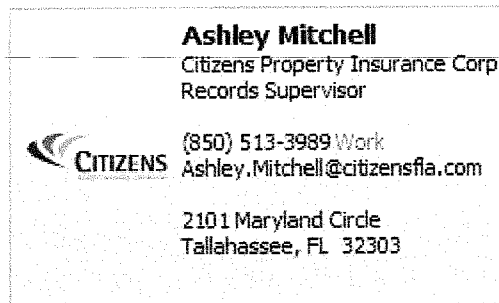 Ashley Mitchell
Citizens Property Insurance Corp
Records Supervisor
(850) 513-3989 Work
CITIZENS
Ashley.Mitchell@citizensfla.com
2101 Maryland Circle
Tallahassee, FL 32303